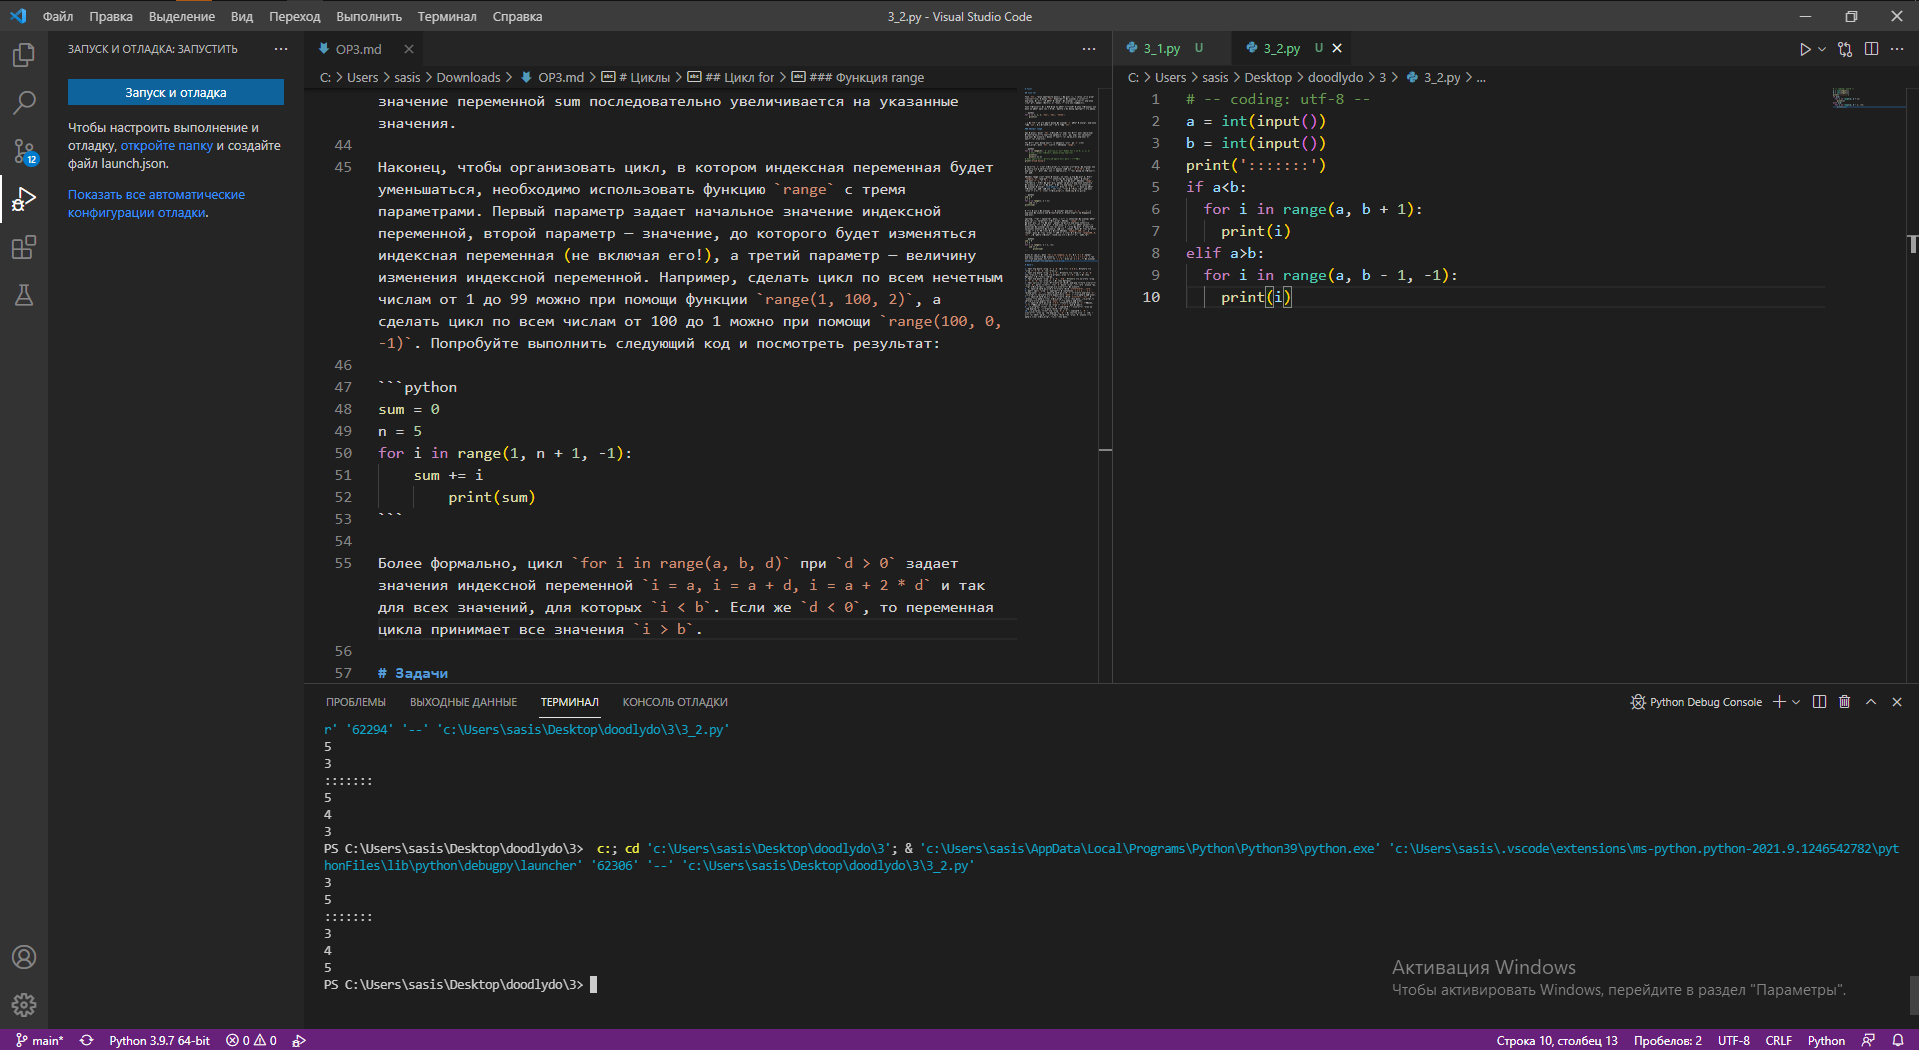 Файл Правка Выделение Вид Переход Выполнить Терминал Справка
3_2.py - Visual Studio Code
ЗАПУСК И ОТЛАДКА: ЗАПУСТИТЬ ···
Запуск и отладка
Чтобы настроить выполнение и
отладку, откройте папку и создайте
файл launch.json.
Показать все автоматические
конфигурации отладки.
12
OP3.md
C: > Users > sasis > Downloads > OP3.md > # Циклы > ## Цикл for > ### Функция range
значение переменной sum последовательно увеличивается на указанные
значения.
44
45 Наконец, чтобы организовать цикл, в котором индексная переменная будет
уменьшаться, необходимо использовать функцию `range` с тремя
параметрами. Первый параметр задает начальное значение индексной
переменной, второй параметр — значение, до которого будет изменяться
индексная переменная (не включая его!), а третий параметр — величину
изменения индексной переменной. Например, сделать цикл по всем нечетным
числам от 1 до 99 можно при помощи функции `range(1, 100, 2)`, а
сделать цикл по всем числам от 100 до 1 можно при помощи `range(100, 0,
-1)`. Попробуйте выполнить следующий код и посмотреть результат:
46
47 ```python
48 sum = 0
49 n = 5
50 for i in range(1, n + 1, -1):
51 sum += i
52 print(sum)
53 ```
54
55 Более формально, цикл `for i in range(a, b, d)` при `d > 0` задает
значения индексной переменной `i = a, i = a + d, i = a + 2 * d` и так
для всех значений, для которых `i < b`. Если же `d < 0`, то переменная
цикла принимает все значения `i > b`.
56
57 # Задачи
3_1.py U 3_2.py U
C: > Users > sasis > Desktop > doodlydo > 3 > 3_2.py > ...
1 # -- coding: utf-8 --
2 a = int(input())
3 b = int(input())
4 print(':::::::')
5 if a<b:
6 for i in range(a, b + 1):
7 print(i)
8 elif a>b:
9 for i in range(a, b - 1, -1):
10 print(i)
ПРОБЛЕМЫ ВЫХОДНЫЕ ДАННЫЕ ТЕРМИНАЛ КОНСОЛЬ ОТЛАДКИ
Python Debug Console
r' '62294' '--' 'c:\Users\sasis\Desktop\doodlydo\3\3_2.py'
5
3
:::::::
5
4
3
PS C:\Users\sasis\Desktop\doodlydo\3> c:; cd 'c:\Users\sasis\Desktop\doodlydo\3'; & 'c:\Users\sasis\AppData\Local\Programs\Python\Python39\python.exe' 'c:\Users\sasis\.vscode\extensions\ms-python.python-2021.9.1246542782\pyt
honFiles\lib\python\debugpy\launcher' '62306' '--' 'c:\Users\sasis\Desktop\doodlydo\3\3_2.py'
3
5
:::::::
3
4
5
PS C:\Users\sasis\Desktop\doodlydo\3>
Активация Windows
Чтобы активировать Windows, перейдите в раздел "Параметры".
main* Python 3.9.7 64-bit 0 0
Строка 10, столбец 13 Пробелов: 2 UTF-8 CRLF Python